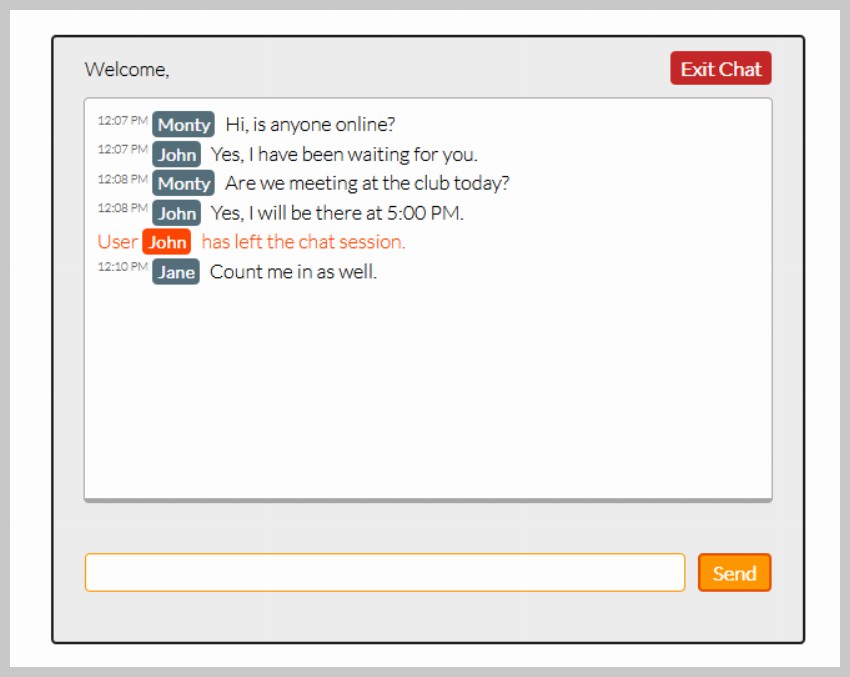 Welcome,
Exit Chat
12:07 PM Monty Hi, is anyone online?
12:07 PM John Yes, I have been waiting for you.
12:08 PM Monty Are we meeting at the club today?
12:08 PM John Yes, I will be there at 5:00 PM.
User John has left the chat session.
12:10 PM Jane Count me in as well.
Send